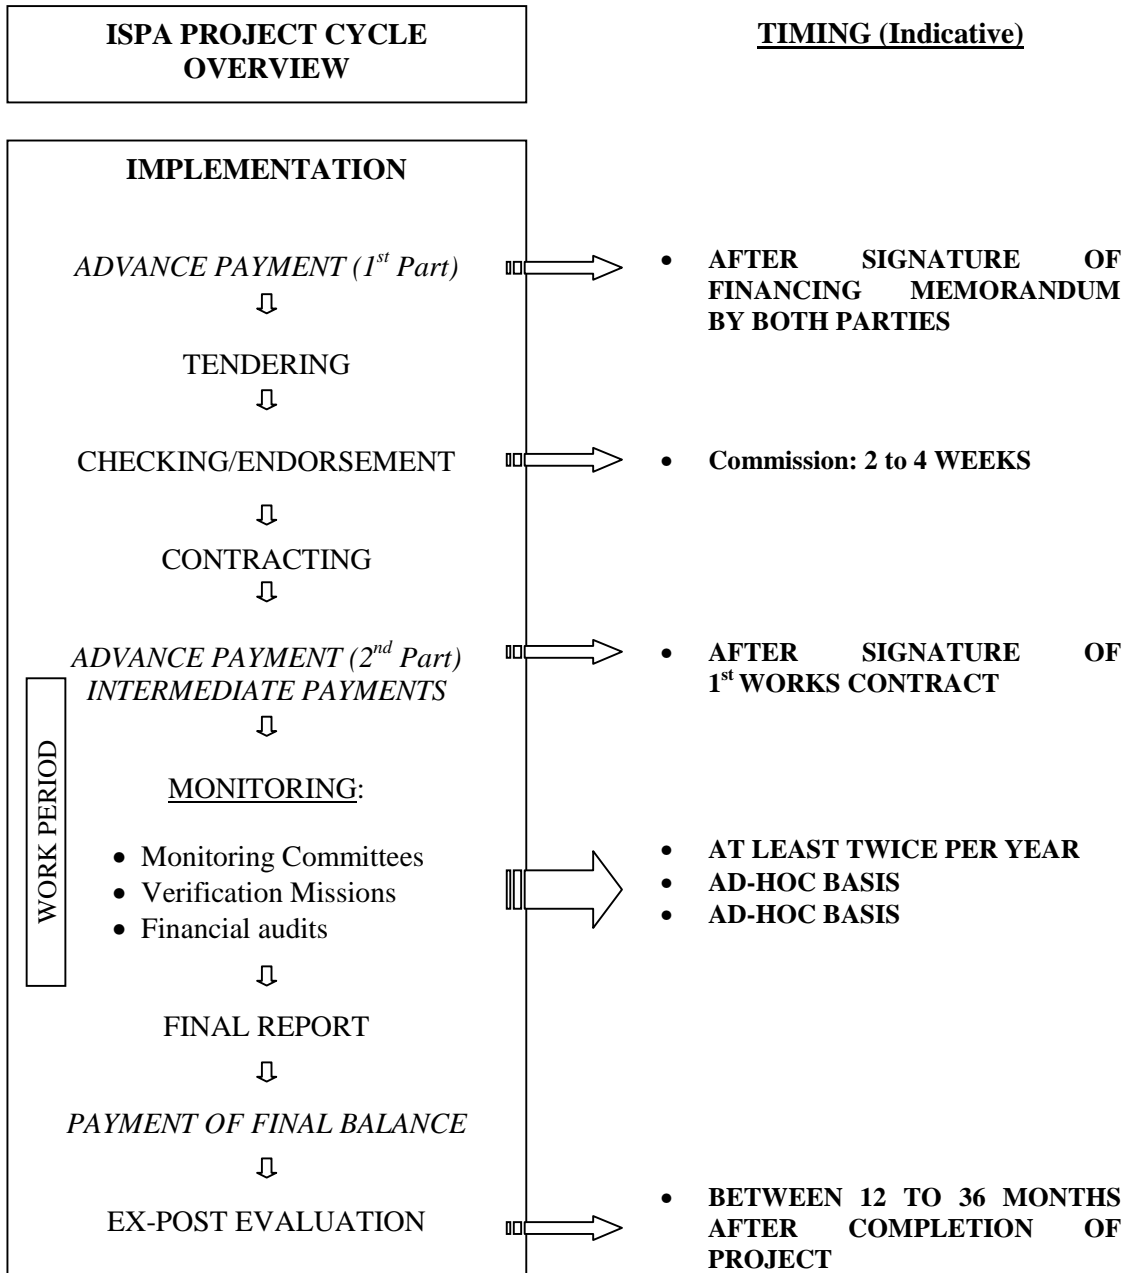 ISPA PROJECT CYCLE
OVERVIEW
TIMING (Indicative)
IMPLEMENTATION
ADVANCE PAYMENT (1st Part)
• AFTER SIGNATURE OF
FINANCING MEMORANDUM
BY BOTH PARTIES
TENDERING
CHECKING/ENDORSEMENT
• Commission: 2 to 4 WEEKS
CONTRACTING
ADVANCE PAYMENT (2nd Part)
INTERMEDIATE PAYMENTS
• AFTER SIGNATURE OF
1st WORKS CONTRACT
WORK PERIOD
MONITORING:
• Monitoring Committees
• Verification Missions
• Financial audits
• AT LEAST TWICE PER YEAR
• AD-HOC BASIS
• AD-HOC BASIS
FINAL REPORT
PAYMENT OF FINAL BALANCE
EX-POST EVALUATION
• BETWEEN 12 TO 36 MONTHS
AFTER COMPLETION OF
PROJECT